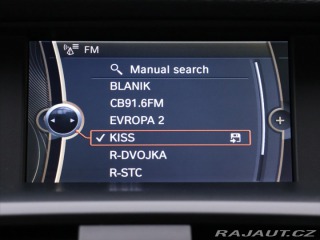 FM
Manual search
BLANIK
CB91.6FM
EVROPA 2
KISS
R-DVOJKA
R-STC
RAJAUT.CZ